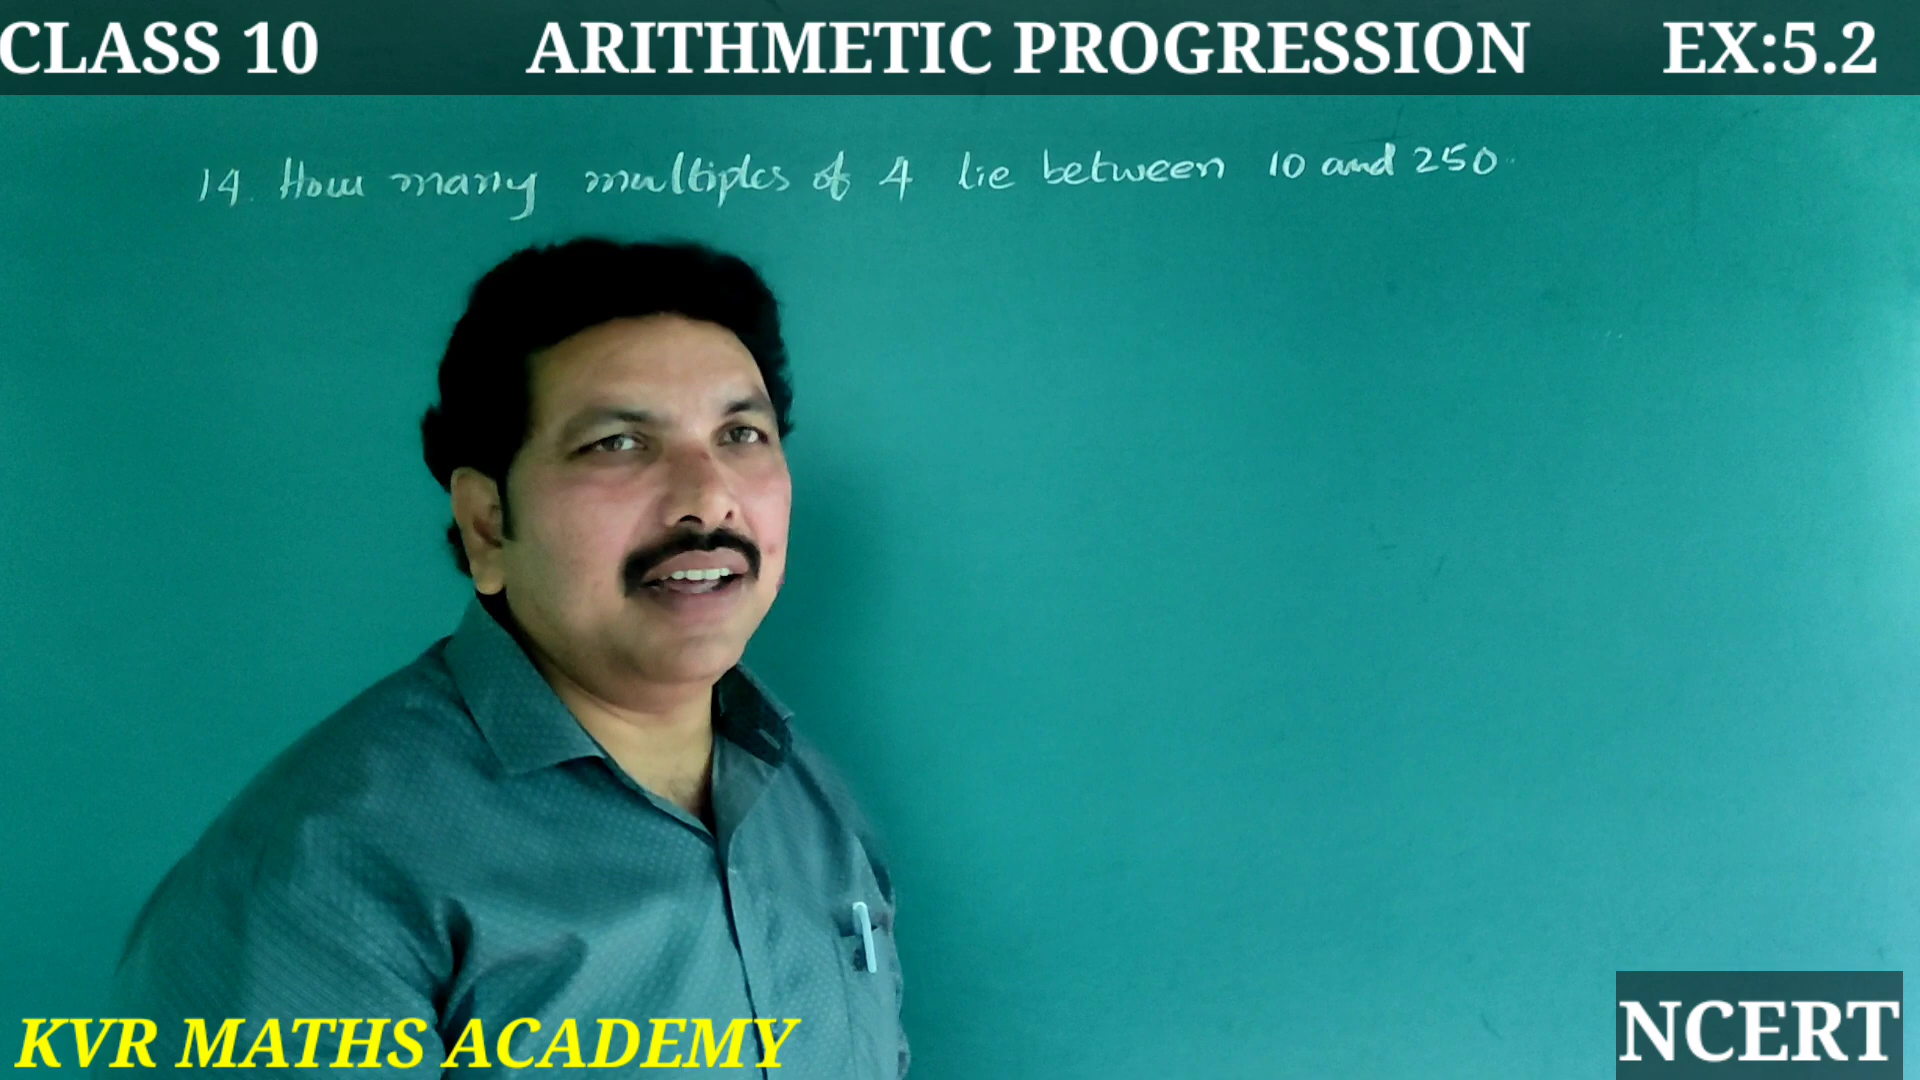 CLASS 10 ARITHMETIC PROGRESSION EX:5.2
14. How many multiples of 4 lie between 10 and 250.
KVR MATHS ACADEMY
NCERT